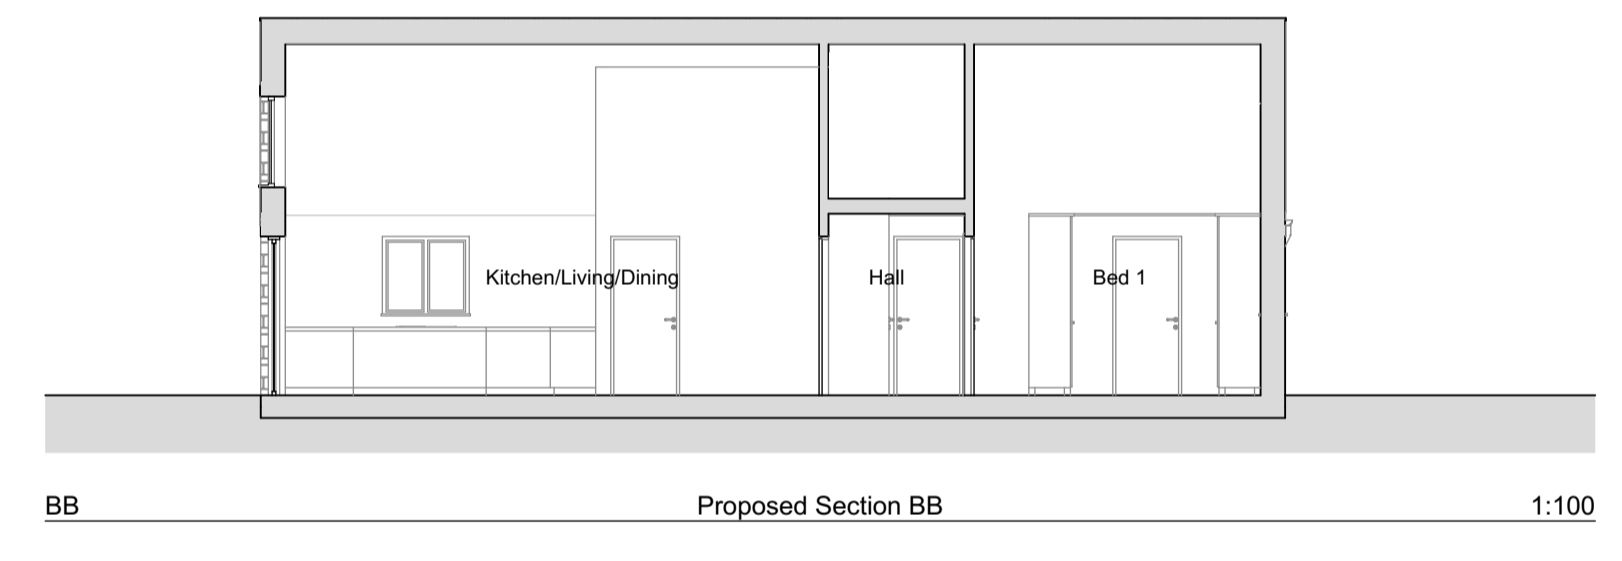 Kitchen/Living/Dining
Hall
Bed 1
BB
Proposed Section BB
1:100